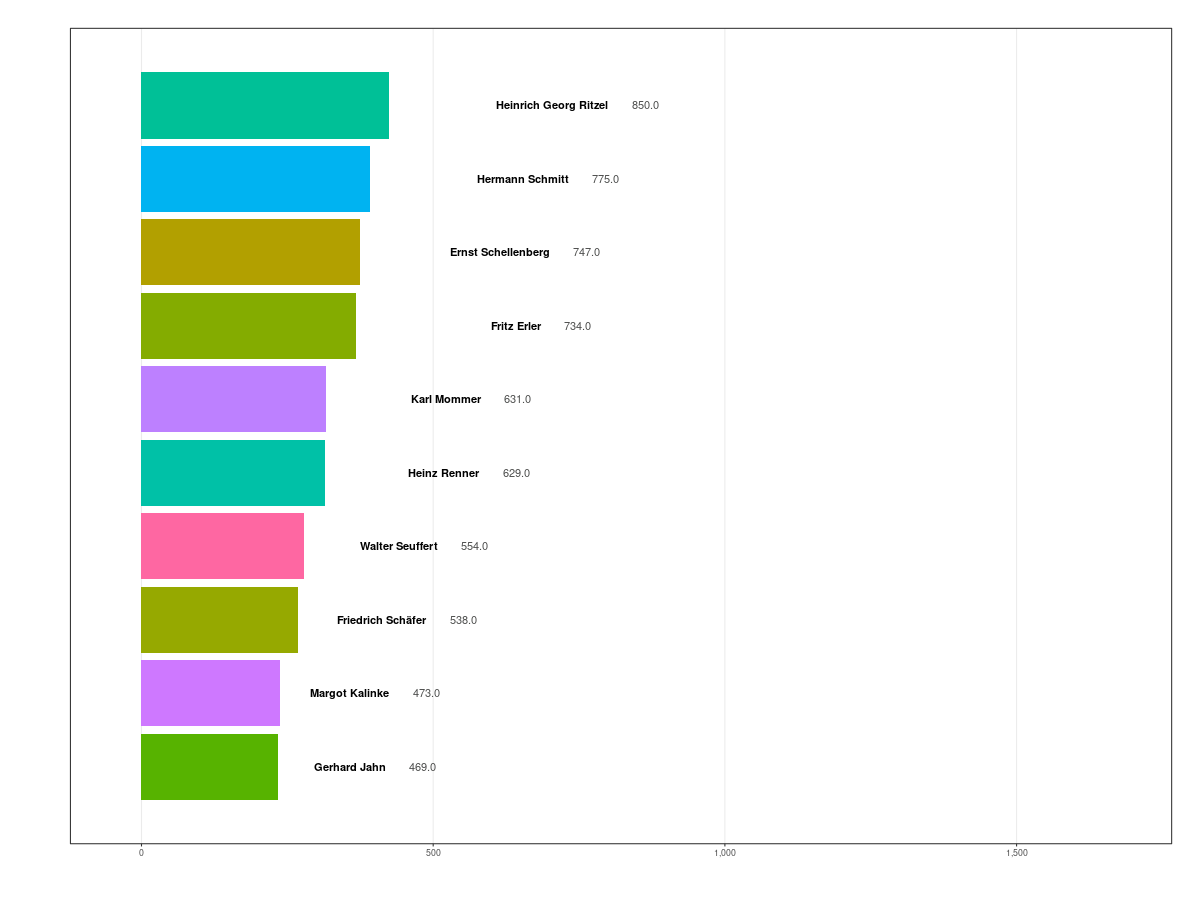 Heinrich Georg Ritzel 850.0
Hermann Schmitt 775.0
Ernst Schellenberg 747.0
Fritz Erler 734.0
Karl Mommer 631.0
Heinz Renner 629.0
Walter Seuffert 554.0
Friedrich Schäfer 538.0
Margot Kalinke 473.0
Gerhard Jahn 469.0
0 500 1,000 1,500